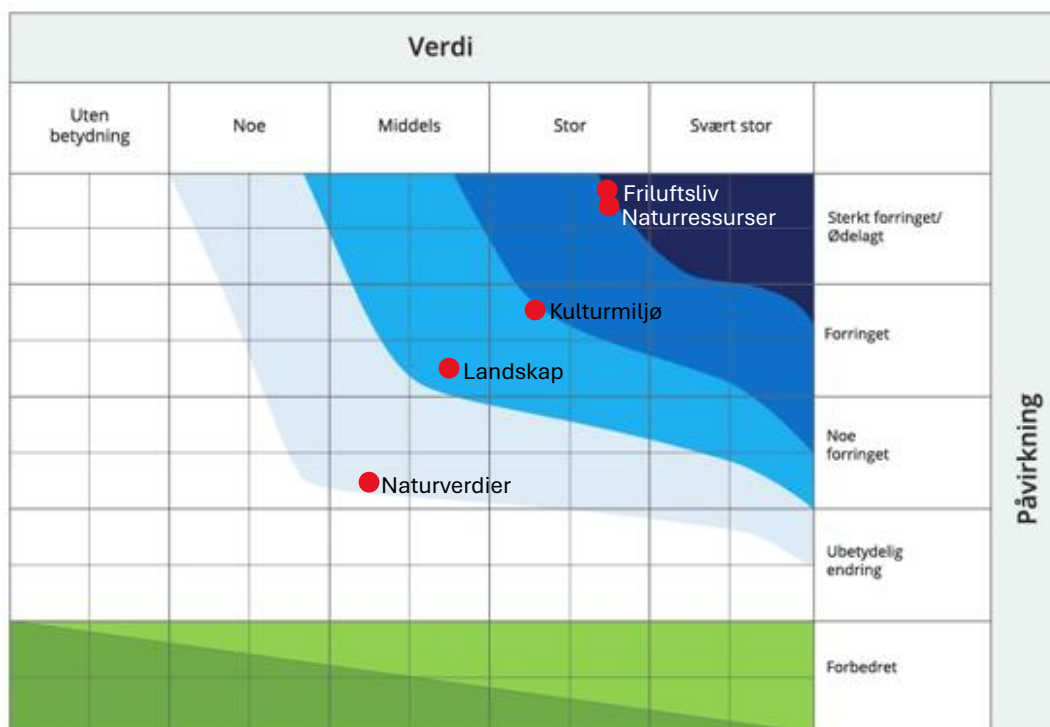 Verdi
Uten
betydning
Noe
Middels
Stor
Svært stor
Friluftsliv
Naturressurser
Sterkt forringet/
Ødelagt
Kulturmiljø
Forringet
Landskap
Noe
forringet
Naturverdier
Ubetydelig
endring
Forbedret
Påvirkning